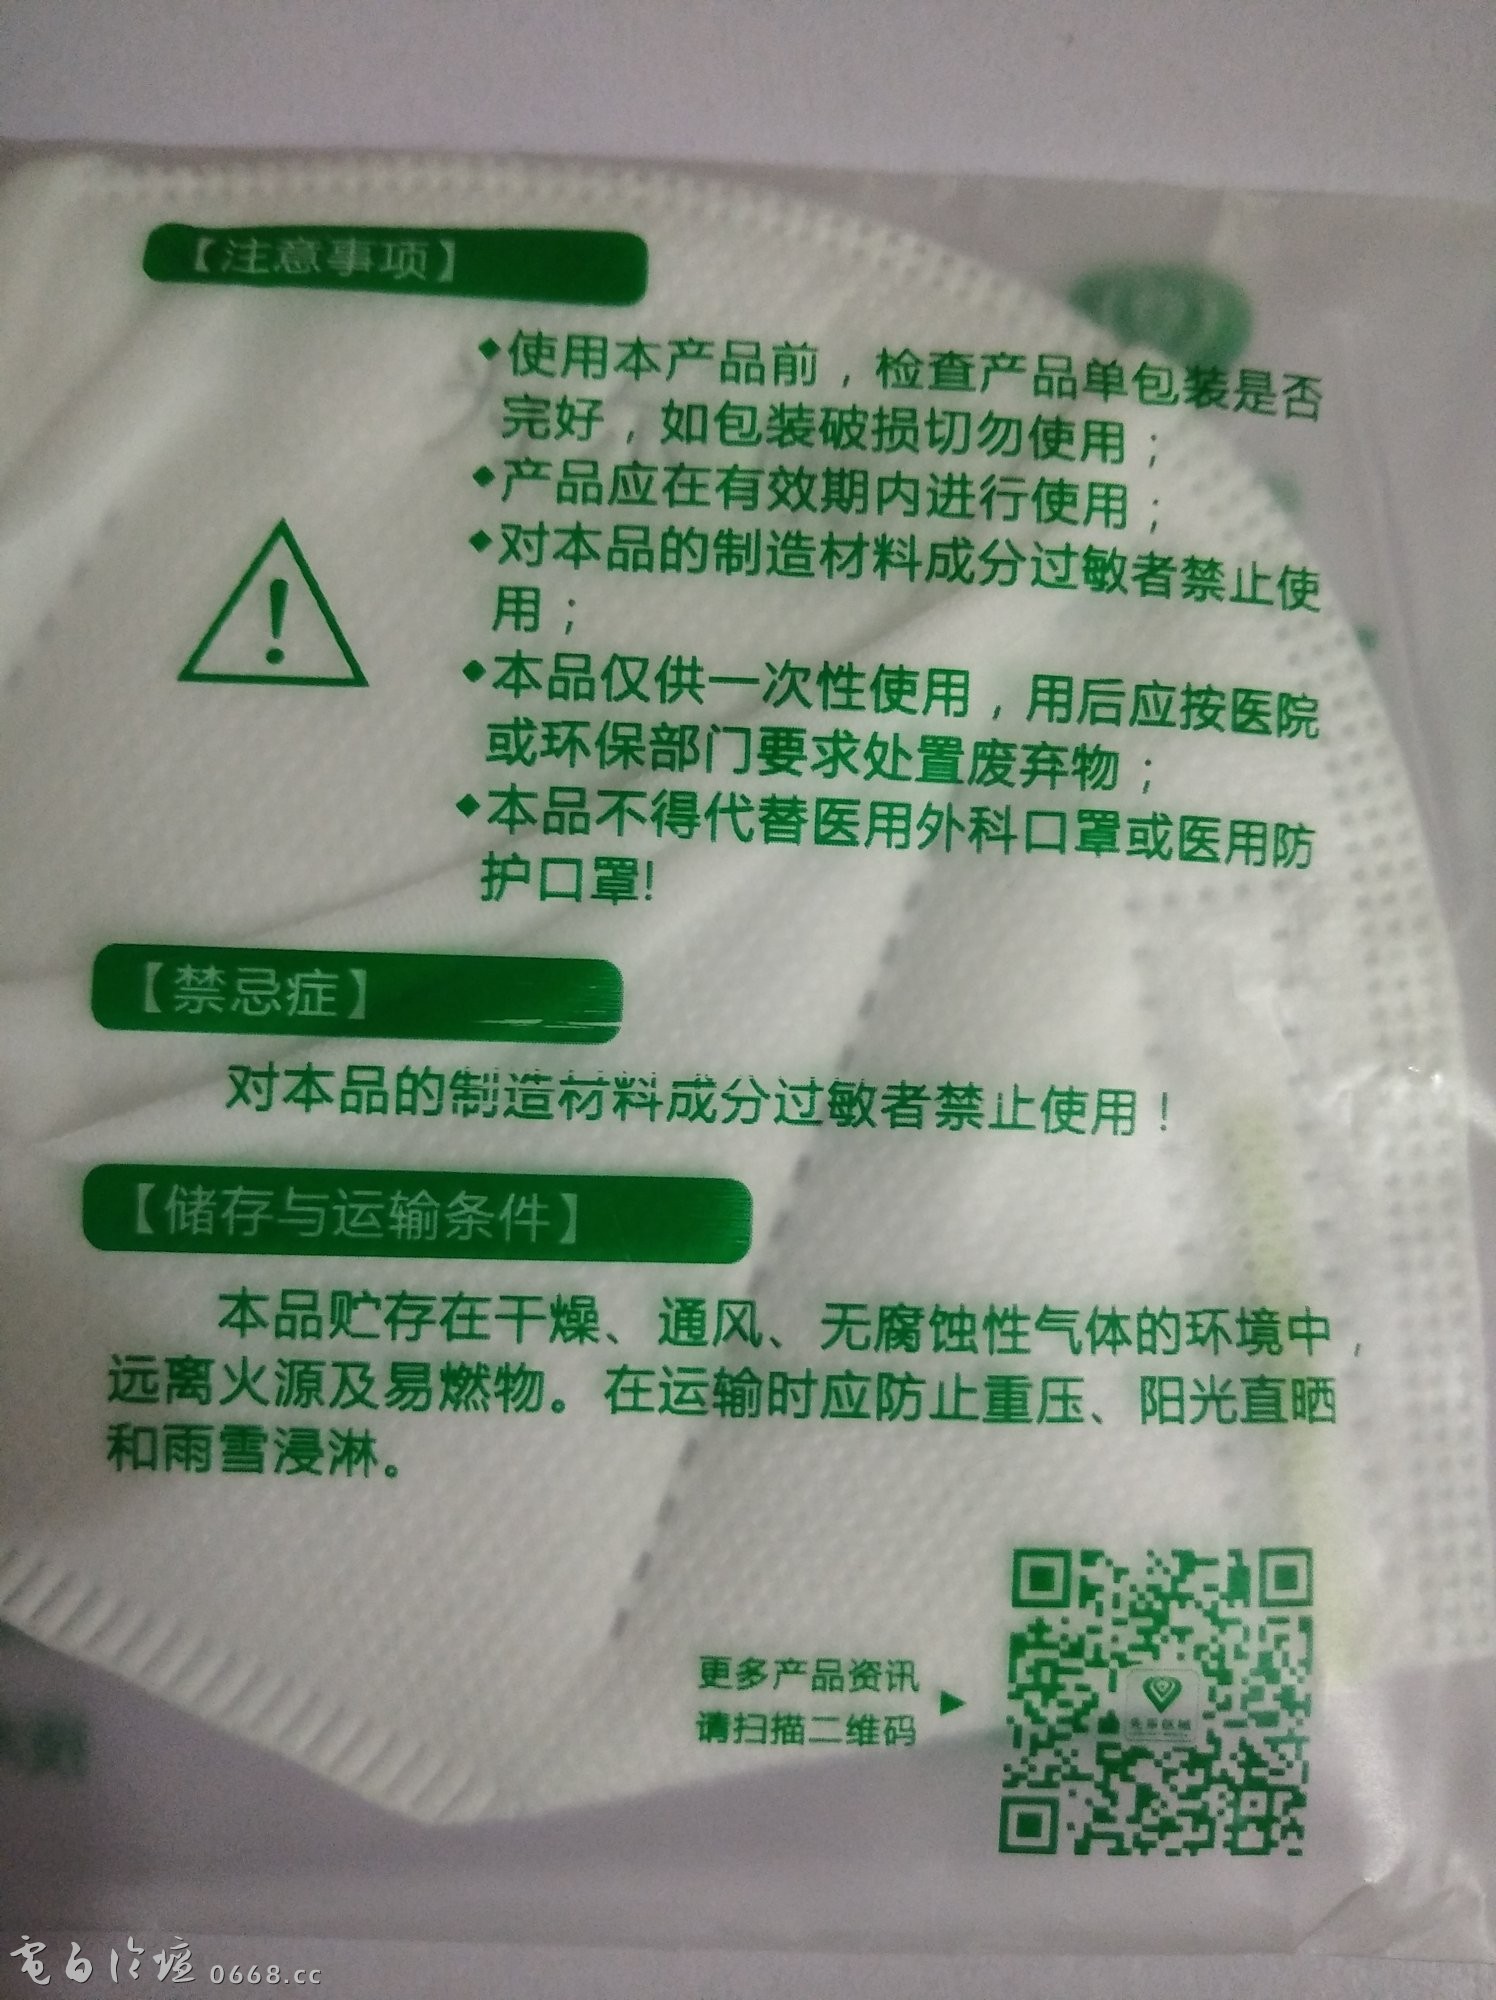 【注意事项】
◆使用本产品前，检查产品单包装是否
完好，如包装破损切勿使用；
◆产品应在有效期内进行使用；
◆对本品的制造材料成分过敏者禁止使
用；
◆本品仅供一次性使用，用后应按医院
或环保部门要求处置废弃物；
◆本品不得代替医用外科口罩或医用防
护口罩!
【禁忌症】
对本品的制造材料成分过敏者禁止使用！
【储存与运输条件】
本品贮存在干燥、通风、无腐蚀性气体的环境中，
远离火源及易燃物。在运输时应防止重压、阳光直晒
和雨雪浸淋。
更多产品资讯
请扫描二维码
電白论壇 0668.cc